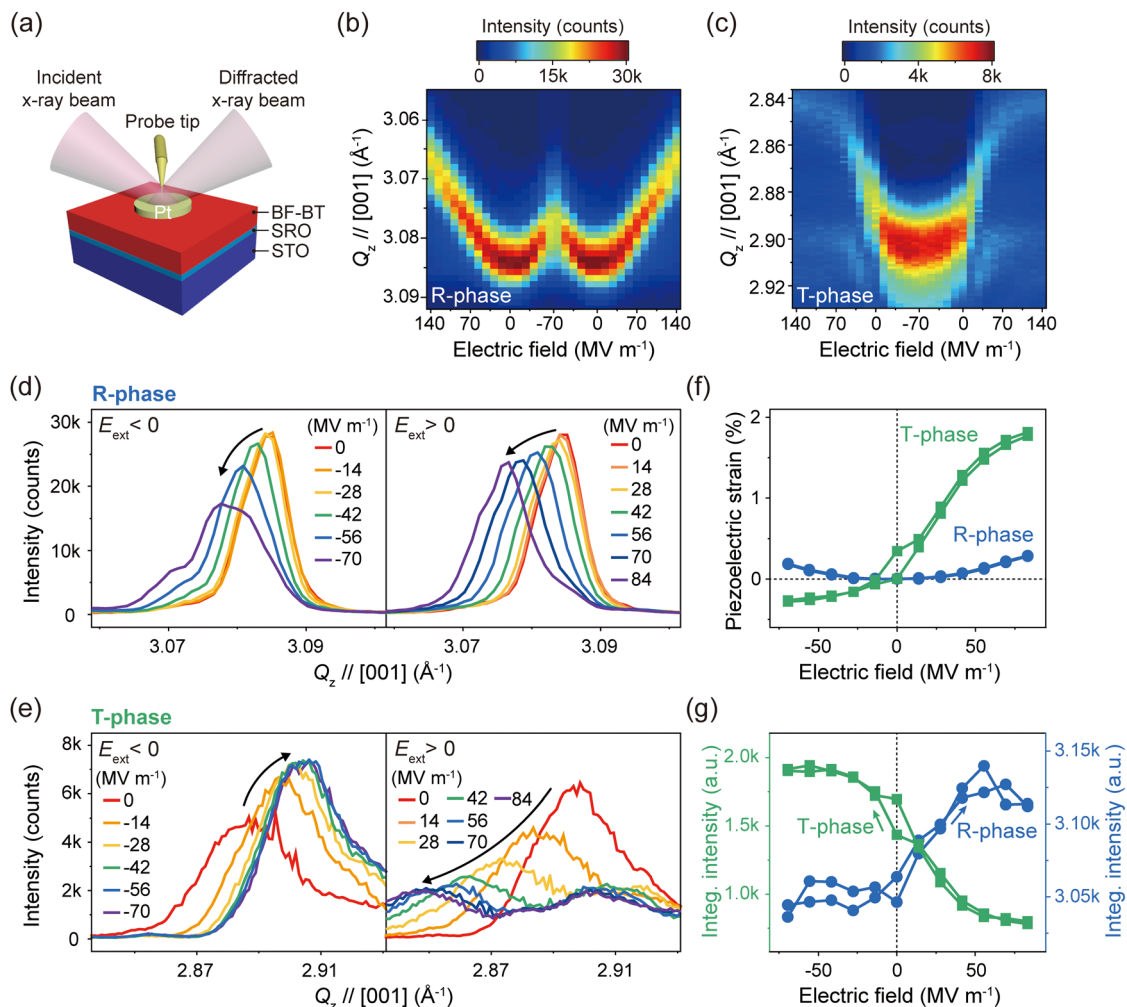 (a)
Incident
x-ray beam
Diffracted
x-ray beam
Probe tip
Pt
BF-BT
SRO
STO
(b)
Intensity (counts)
0 15k 30k
Q_z // [001] (Å⁻¹)
3.06
3.07
3.08
3.09
R-phase
140 70 0 -70 0 70 140
Electric field (MV m⁻¹)
(c)
Intensity (counts)
0 4k 8k
Q_z // [001] (Å⁻¹)
2.84
2.86
2.88
2.90
2.92
T-phase
140 70 0 -70 0 70 140
Electric field (MV m⁻¹)
(d)
R-phase
Intensity (counts)
30k
20k
10k
0
E_ext < 0
(MV m⁻¹)
0
-14
-28
-42
-56
-70
E_ext > 0
(MV m⁻¹)
0
14
28
42
56
70
84
3.07 3.09 3.07 3.09
Q_z // [001] (Å⁻¹)
(e)
T-phase
Intensity (counts)
8k
6k
4k
2k
0
E_ext < 0
(MV m⁻¹)
0
-14
-28
-42
-56
-70
E_ext > 0
(MV m⁻¹)
0 42 84
14 56
28 70
2.87 2.91 2.87 2.91
Q_z // [001] (Å⁻¹)
(f)
Piezoelectric strain (%)
2
1
0
T-phase
R-phase
-50 0 50
Electric field (MV m⁻¹)
(g)
Integ. intensity (a.u.)
2.0k
1.5k
1.0k
T-phase
R-phase
3.15k
3.10k
3.05k
Integ. intensity (a.u.)
-50 0 50
Electric field (MV m⁻¹)